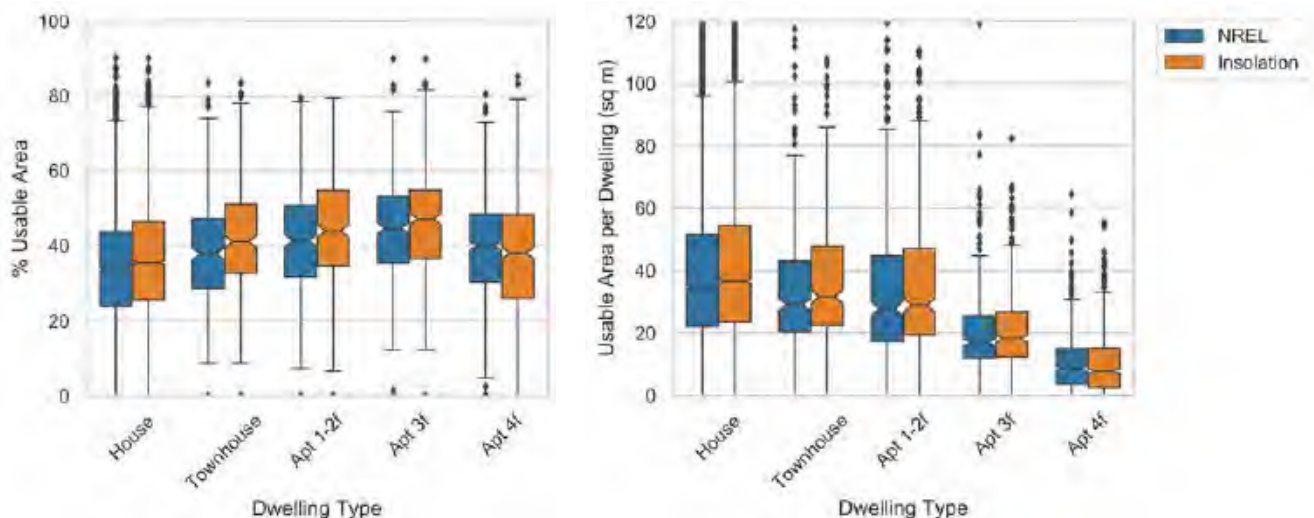 100
80
60
40
20
0
% Usable Area
House
Townhouse
Apt 1-2f
Apt 3f
Apt 4f
Dwelling Type
120
100
80
60
40
20
0
Usable Area per Dwelling (sq m)
House
Townhouse
Apt 1-2f
Apt 3f
Apt 4f
Dwelling Type
NREL
Insolation